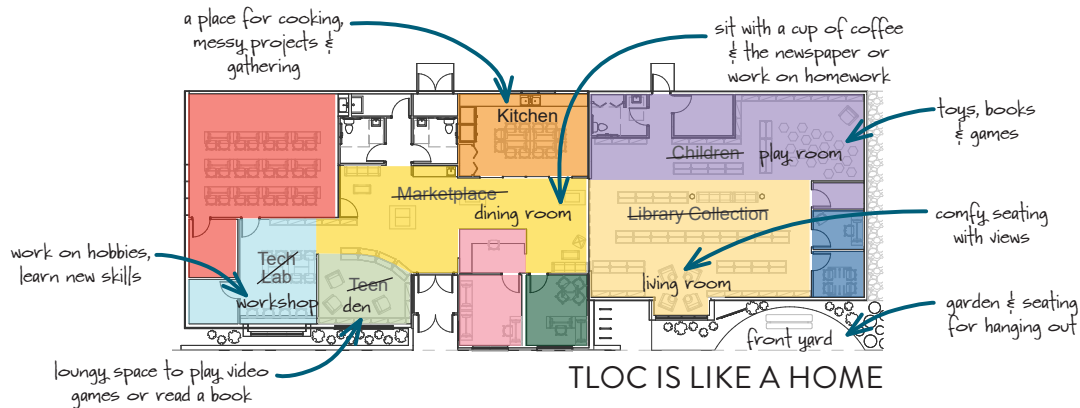 a place for cooking,
messy projects &
gathering
sit with a cup of coffee
& the newspaper or
work on homework
toys, books
& games
Kitchen
Children play room
Marketplace
dining room
Library Collection
comfy seating
with views
work on hobbies,
learn new skills
Tech
Lab
workshop
Teen
den
living room
garden & seating
for hanging out
front yard
loungy space to play video
games or read a book
TLOC IS LIKE A HOME